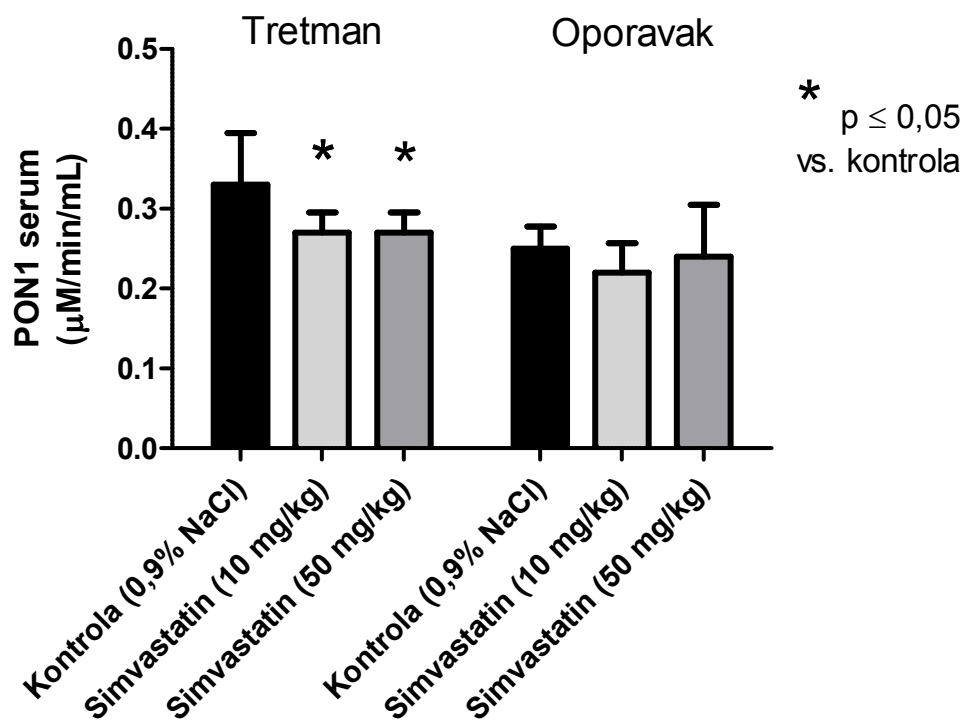 Tretman
Oporavak
*
p ≤ 0,05
vs. kontrola
PON1 serum
(μM/min/mL)
0.5
0.4
0.3
0.2
0.1
0.0
*
*
Kontrola (0,9% NaCl)
Simvastatin (10 mg/kg)
Simvastatin (50 mg/kg)
Kontrola (0,9% NaCl)
Simvastatin (10 mg/kg)
Simvastatin (50 mg/kg)